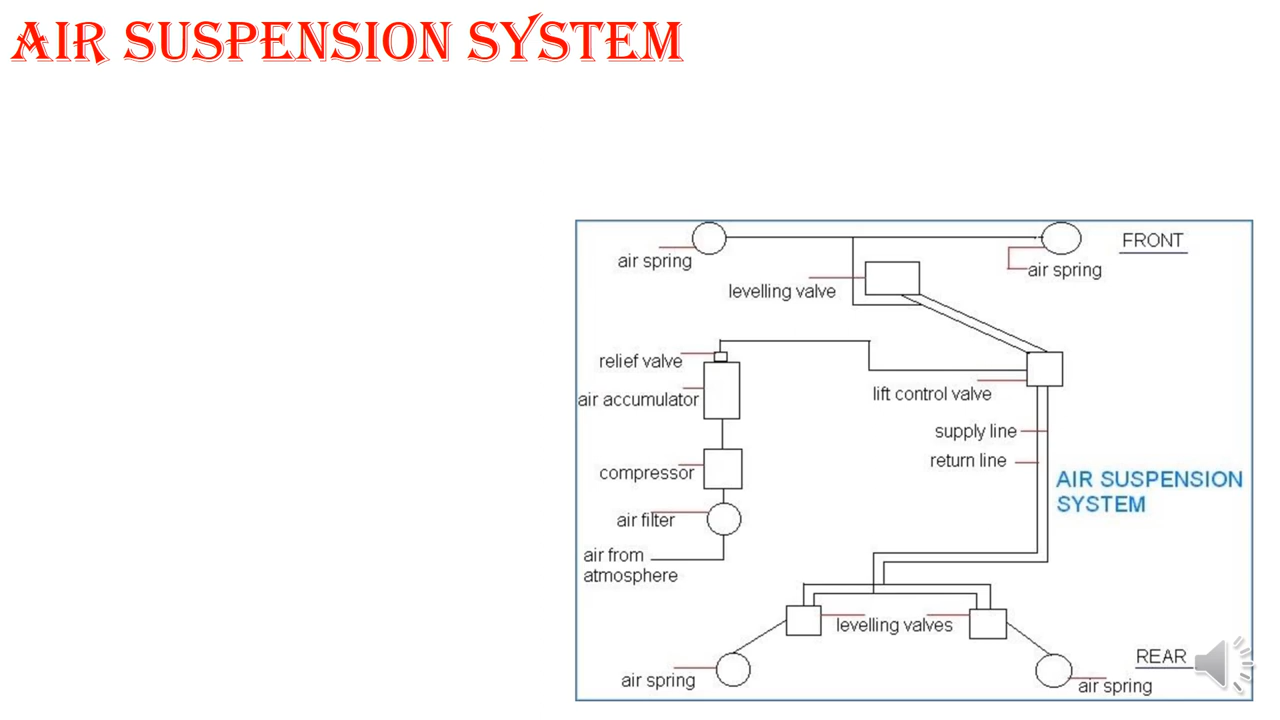 AIR SUSPENSION SYSTEM
FRONT
air spring
air spring
levelling valve
relief valve
air accumulator
lift control valve
supply line
return line
compressor
AIR SUSPENSION
SYSTEM
air filter
air from
atmosphere
levelling valves
REAR
air spring
air spring